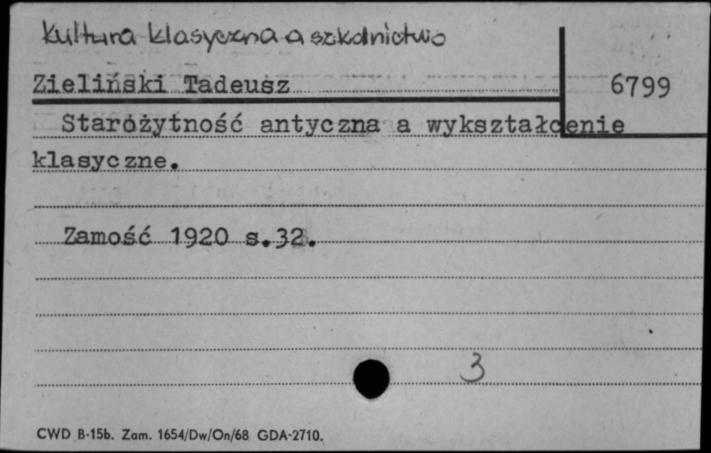 Kultura klasyczna a szkolnictwo
Zieliński Tadeusz
6799
Starożytność antyczna a wykształcenie
klasyczne.
Zamość 1920 s.32.
3
CWD B-15b. Zam. 1654/Dw/On/68 GDA-2710.